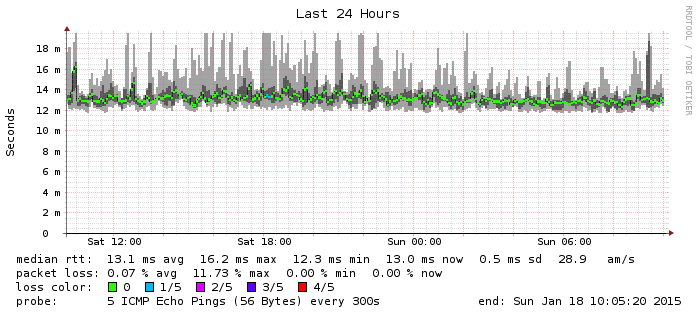 Last 24 Hours
RRDTOOL / TOBI OETIKER
Seconds
18 m
16 m
14 m
12 m
10 m
8 m
6 m
4 m
2 m
0
Sat 12:00 Sat 18:00 Sun 00:00 Sun 06:00
median rtt: 13.1 ms avg 16.2 ms max 12.3 ms min 13.0 ms now 0.5 ms sd 28.9 am/s
packet loss: 0.07 % avg 11.73 % max 0.00 % min 0.00 % now
loss color: 0 1/5 2/5 3/5 4/5
probe: 5 ICMP Echo Pings (56 Bytes) every 300s end: Sun Jan 18 10:05:20 2015